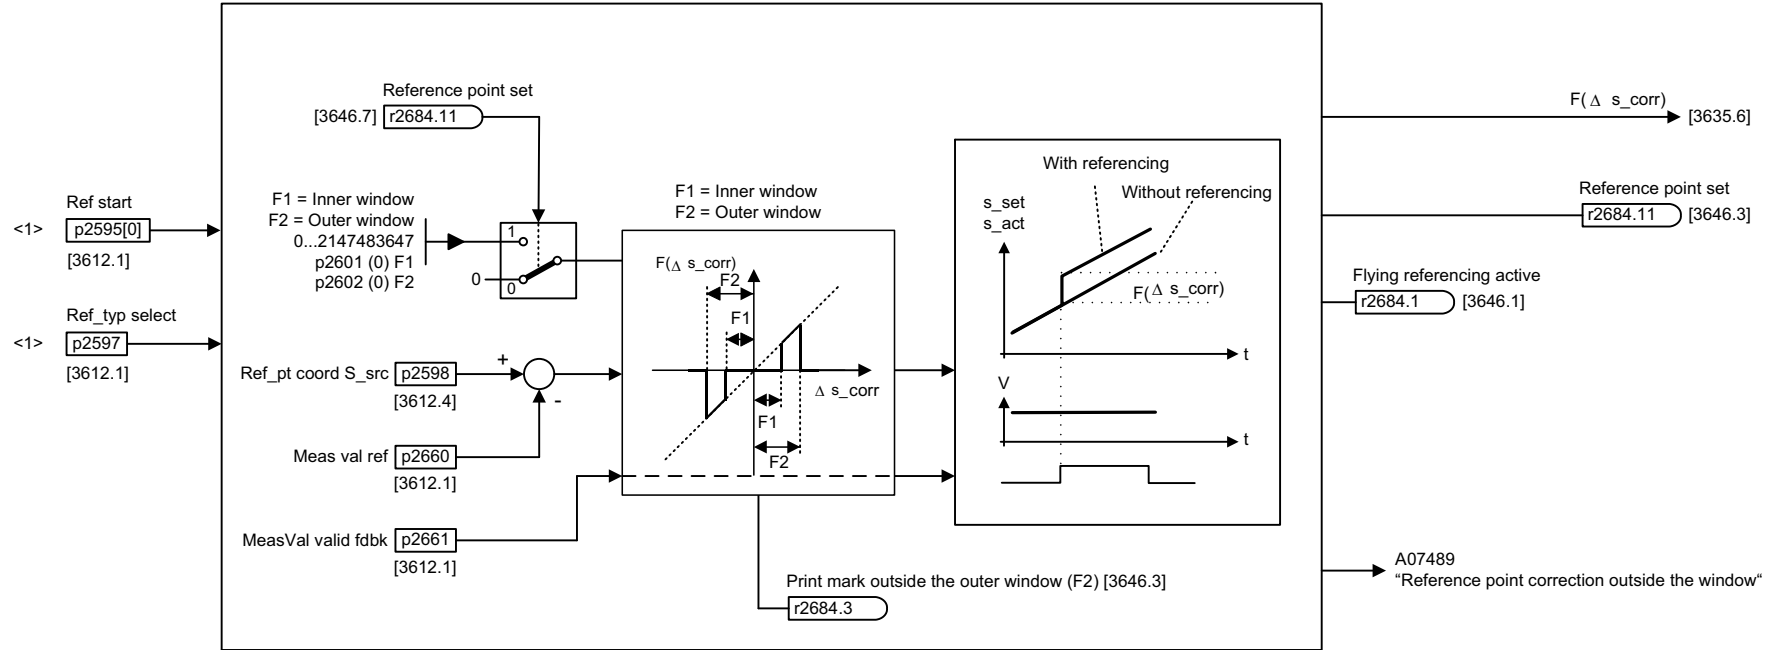 Reference point set
[3646.7] r2684.11
F(Δ s_corr) [3635.6]
With referencing
Without referencing
s_set
s_act
F(Δ s_corr)
t
V
t
Ref start
<1> p2595[0]
[3612.1]
Ref_typ select
<1> p2597
[3612.1]
F1 = Inner window
F2 = Outer window
0...2147483647
p2601 (0) F1
p2602 (0) F2
1
0
0
F1 = Inner window
F2 = Outer window
F(Δ s_corr)
F2
F1
Δ s_corr
F1
F2
Reference point set
r2684.11 [3646.3]
Flying referencing active
r2684.1 [3646.1]
Ref_pt coord S_src p2598
[3612.4]
+
-
Meas val ref p2660
[3612.1]
MeasVal valid fdbk p2661
[3612.1]
Print mark outside the outer window (F2) [3646.3]
r2684.3
A07489
“Reference point correction outside the window“